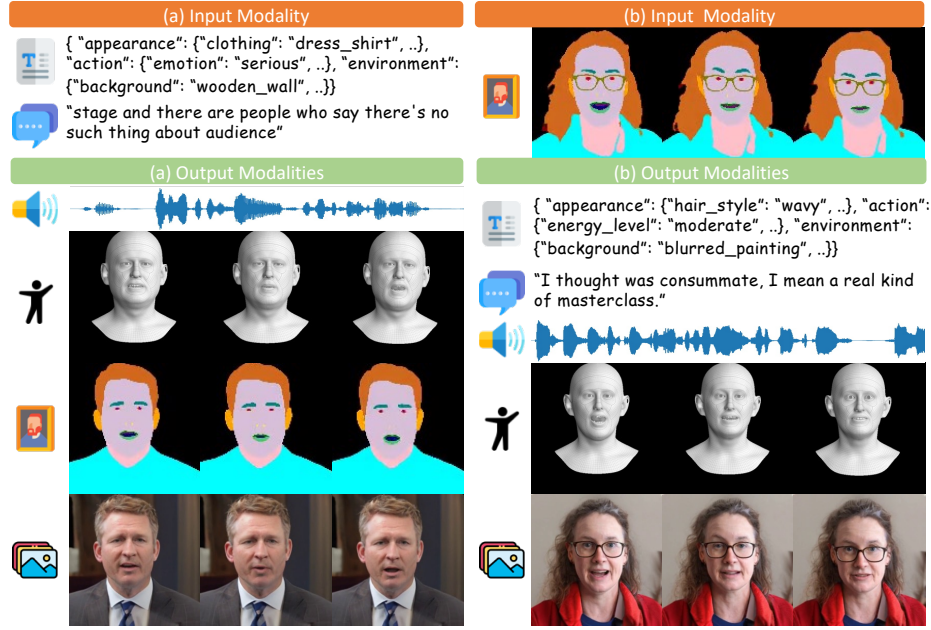 (a) Input Modality
{ “appearance”: {“clothing”: “dress_shirt”, ..},
“action”: {“emotion”: “serious”, ..}, “environment”:
{“background”: “wooden_wall”, ..}}
“stage and there are people who say there's no
such thing about audience”
(a) Output Modalities
(b) Input Modality
(b) Output Modalities
{ “appearance”: {“hair_style”: “wavy”, ..}, “action”:
{“energy_level”: “moderate”, ..}, “environment”:
{“background”: “blurred_painting”, ..}}
“I thought was consummate, I mean a real kind
of masterclass.”